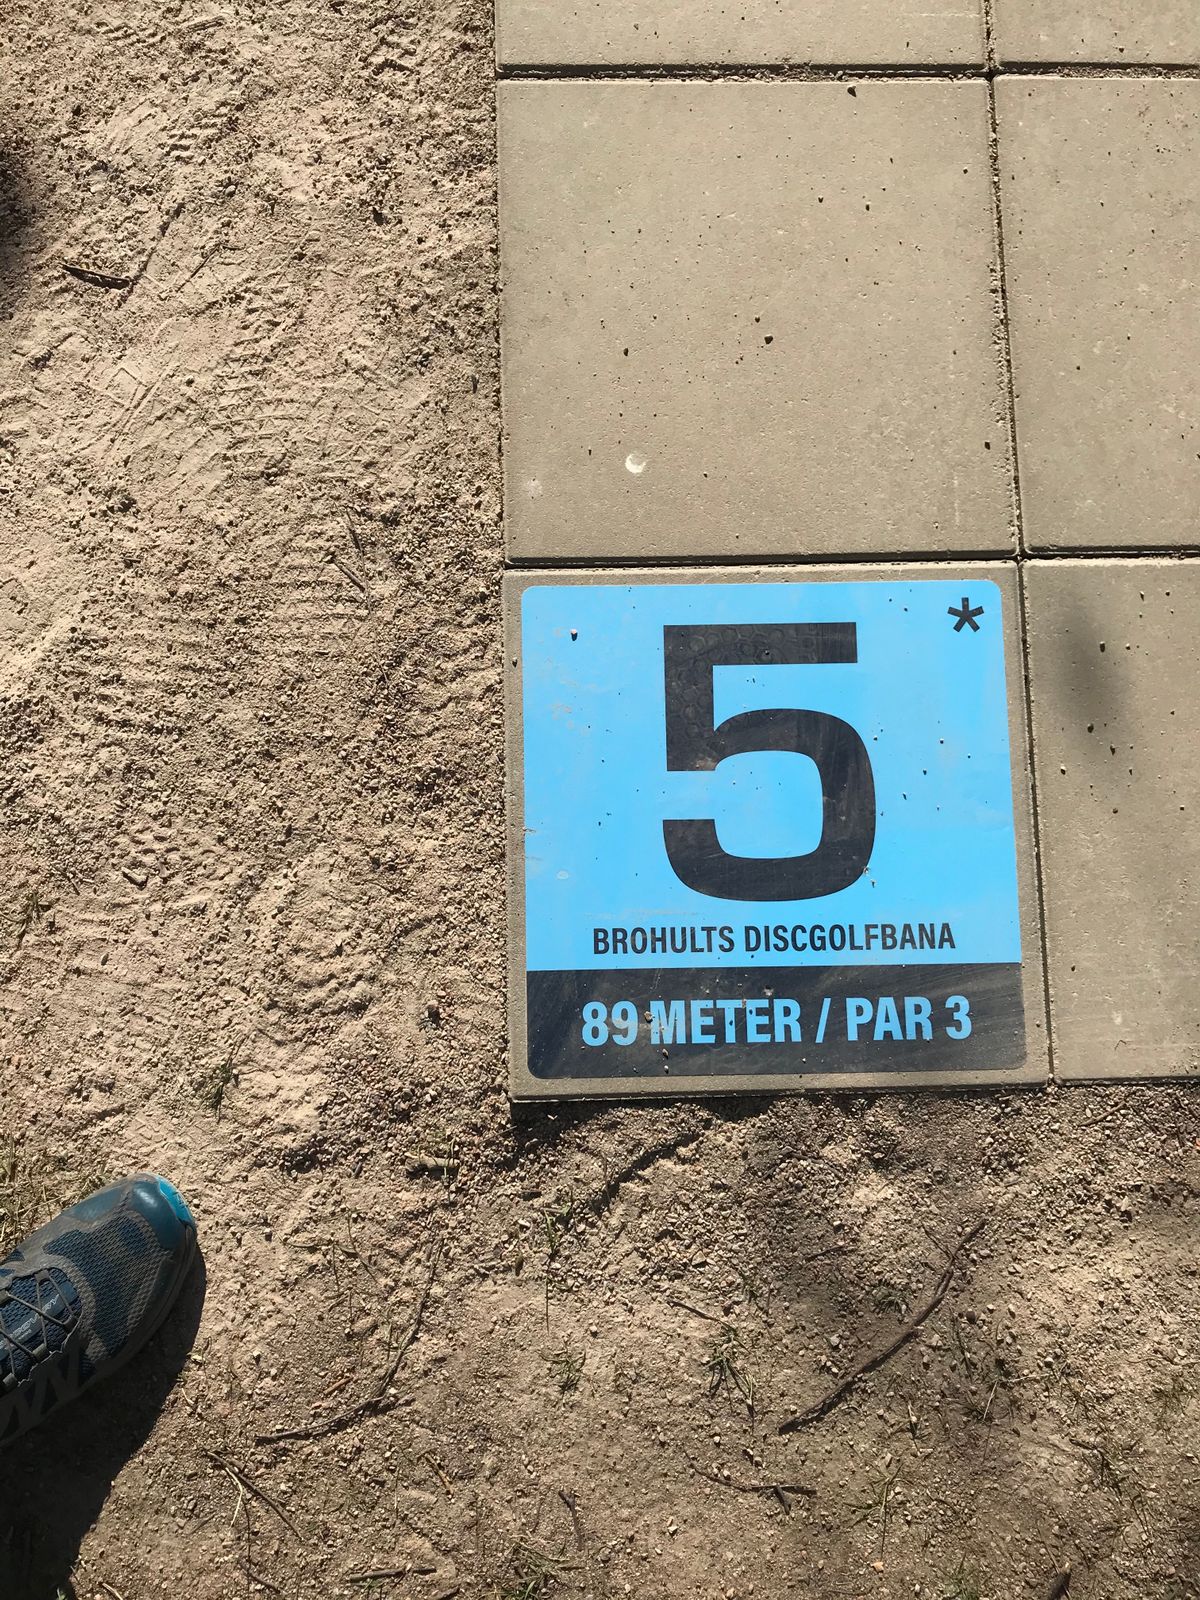 5 *
BROHULTS DISCGOLFBANA
89 METER / PAR 3